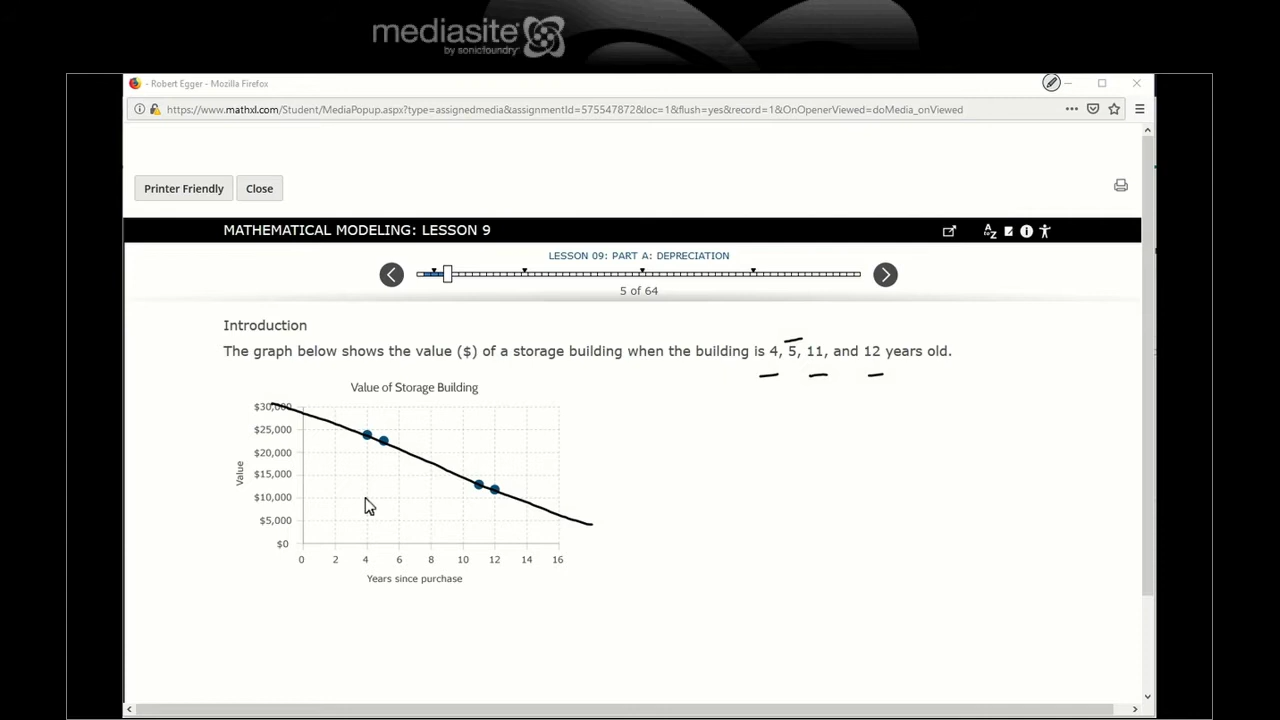 mediasite
by sonicfoundry
- Robert Egger - Mozilla Firefox
https://www.mathxl.com/Student/MediaPopup.aspx?type=assignedmedia&assignmentId=575547872&loc=1&flush=yes&record=1&OnOpenerViewed=doMedia_onViewed
Printer Friendly Close
MATHEMATICAL MODELING: LESSON 9
LESSON 09: PART A: DEPRECIATION
5 of 64
Introduction
The graph below shows the value ($) of a storage building when the building is 4, 5, 11, and 12 years old.
Value of Storage Building
$30,000
$25,000
$20,000
$15,000
$10,000
$5,000
$0
Value
0 2 4 6 8 10 12 14 16
Years since purchase